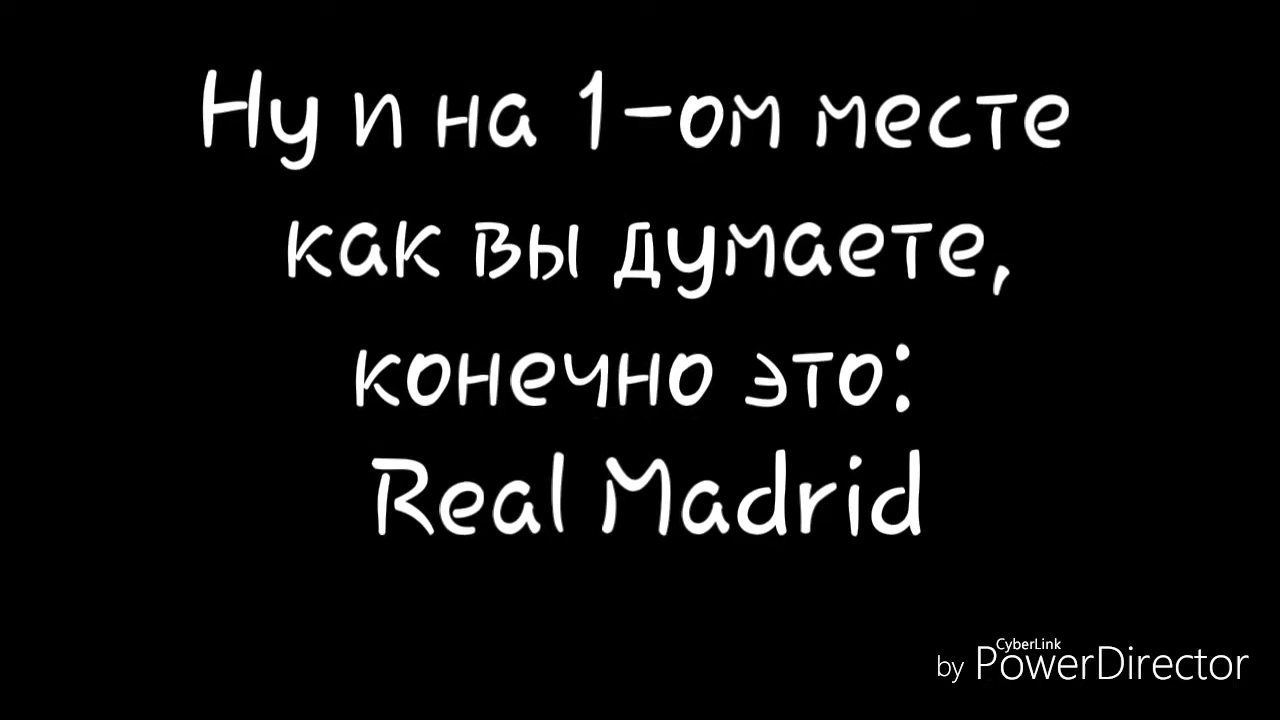 Ну и на 1-ом месте
как вы думаете,
конечно это:
Real Madrid
CyberLink
by PowerDirector